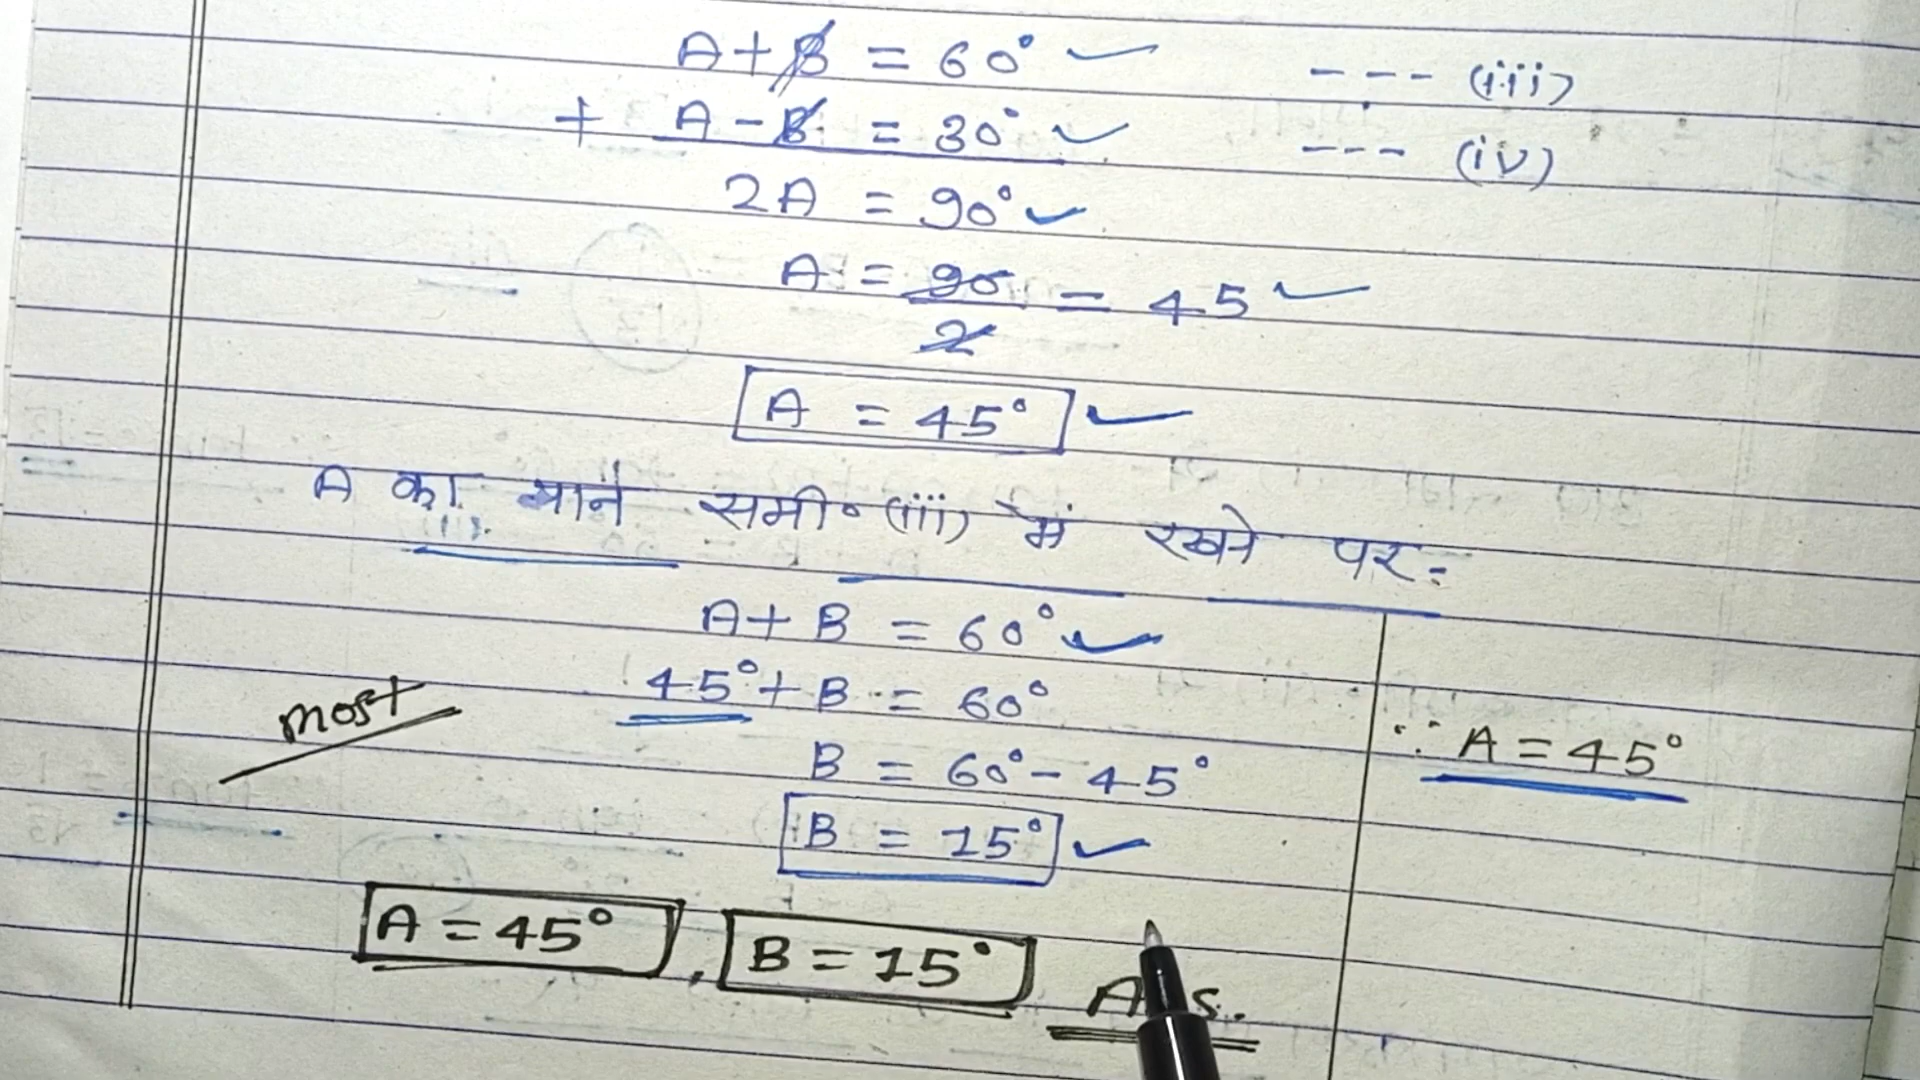 A + B = 60° --- (iii)
+ A - B = 30° --- (iv)
2A = 90°
A = 90/2 = 45
A = 45°
A का मान समी॰ (iii) में रखने पर:-
A + B = 60°
45° + B = 60°
∵ A = 45°
most
B = 60° - 45°
B = 15°
A = 45° , B = 15° Ans.